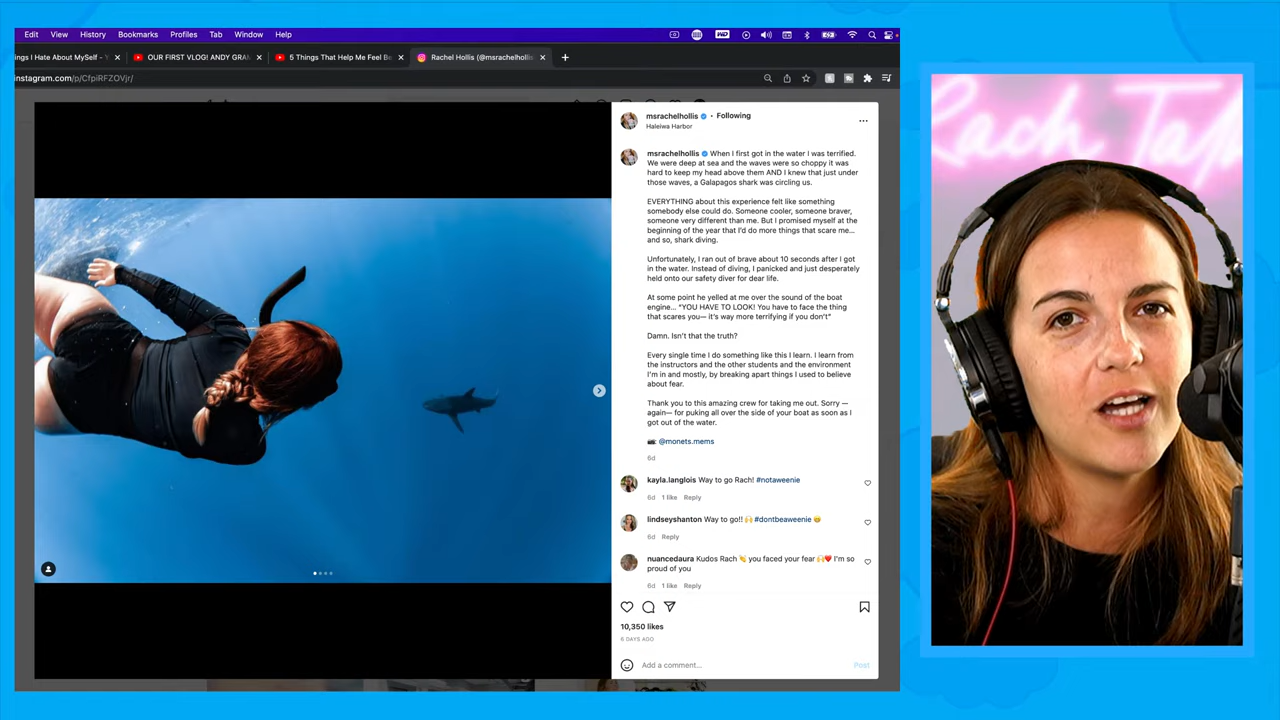 Edit View History Bookmarks Profiles Tab Window Help
ngs I Hate About MySelf - Y
OUR FIRST VLOG! ANDY GRAN
5 Things That Help Me Feel Be
Rachel Hollis (@msrachelhollis
instagram.com/p/CfpiRFZOVjr/
msrachelhollis • Following
Haleiwa Harbor
msrachelhollis When I first got in the water I was terrified.
We were deep at sea and the waves were so choppy it was
hard to keep my head above them AND I knew that just under
those waves, a Galapagos shark was circling us.
EVERYTHING about this experience felt like something
somebody else could do. Someone cooler, someone braver,
someone very different than me. But I promised myself at the
beginning of the year that I'd do more things that scare me...
and so, shark diving.
Unfortunately, I ran out of brave about 10 seconds after I got
in the water. Instead of diving, I panicked and just desperately
held onto our safety diver for dear life.
At some point he yelled at me over the sound of the boat
engine... "YOU HAVE TO LOOK! You have to face the thing
that scares you— it's way more terrifying if you don't"
Damn. Isn't that the truth?
Every single time I do something like this I learn. I learn from
the instructors and the other students and the environment
I'm in and mostly, by breaking apart things I used to believe
about fear.
Thank you to this amazing crew for taking me out. Sorry —
again— for puking all over the side of your boat as soon as I
got out of the water.
📷: @monets.mems
6d
kayla.langlois Way to go Rach! #notaweenie
6d 1 like Reply
lindseyshanton Way to go!! 🙌 #dontbeaweenie 🤓
6d Reply
nuancedaura Kudos Rach 👏 you faced your fear 🙌❤️ I'm so
proud of you
6d 1 like Reply
10,350 likes
6 DAYS AGO
Add a comment...
Post
Rach Tal